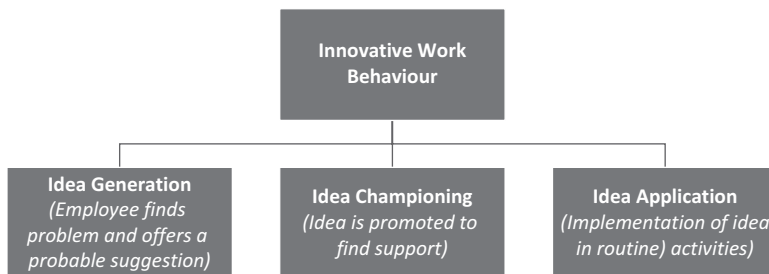 Innovative Work
Behaviour
Idea Generation
(Employee finds
problem and offers a
probable suggestion)
Idea Championing
(Idea is promoted to
find support)
Idea Application
(Implementation of idea
in routine) activities)